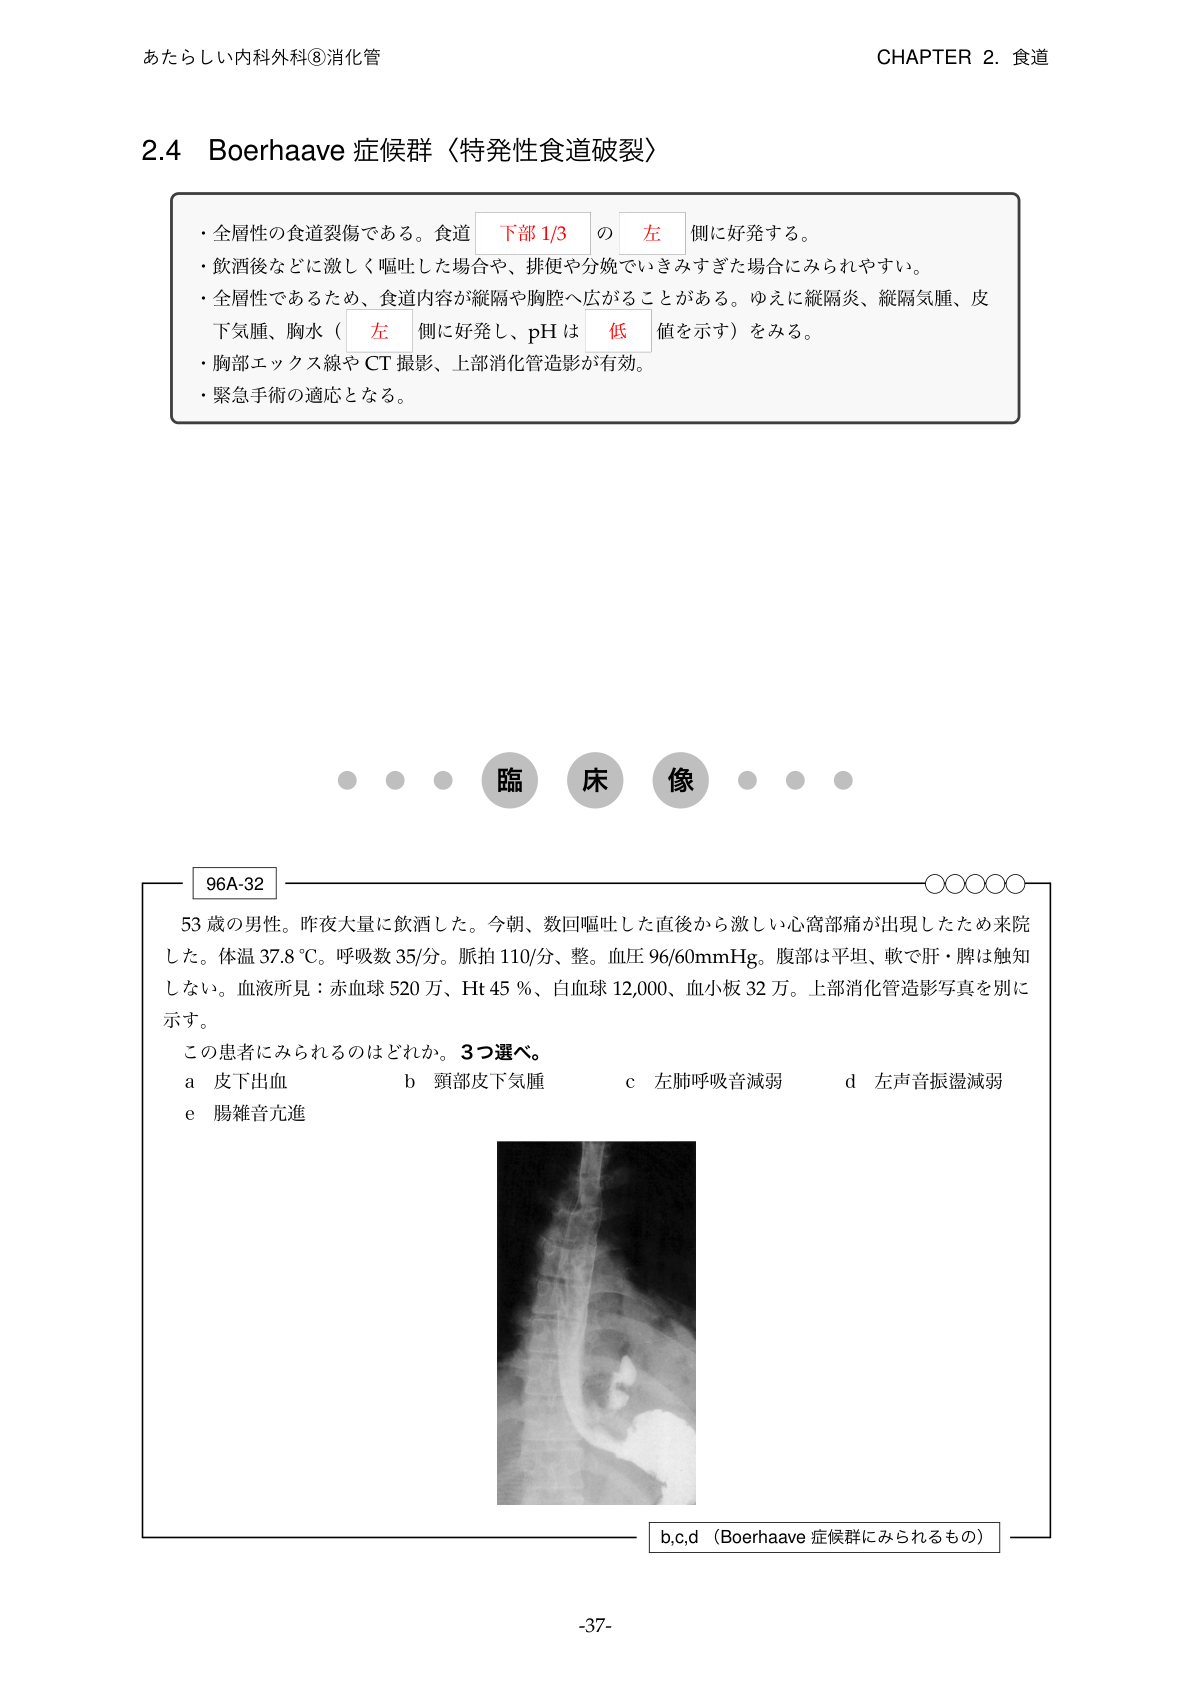 あたらしい内科外科⑧消化管
CHAPTER 2. 食道
2.4 Boerhaave 症候群〈特発性食道破裂〉
・全層性の食道裂傷である。食道 下部 1/3 の 左 側に好発する。
・飲酒後などに激しく嘔吐した場合や、排便や分娩でいきみすぎた場合にみられやすい。
・全層性であるため、食道内容が縦隔や胸腔へ広がることがある。ゆえに縦隔炎、縦隔気腫、皮
下気腫、胸水（ 左 側に好発し、pH は 低 値を示す）をみる。
・胸部エックス線や CT 撮影、上部消化管造影が有効。
・緊急手術の適応となる。
臨 床 像
96A-32
53 歳の男性。昨夜大量に飲酒した。今朝、数回嘔吐した直後から激しい心窩部痛が出現したため来院
した。体温 37.8 ℃。呼吸数 35/分。脈拍 110/分、整。血圧 96/60mmHg。腹部は平坦、軟で肝・脾は触知
しない。血液所見：赤血球 520 万、Ht 45 %、白血球 12,000、血小板 32 万。上部消化管造影写真を別に
示す。
この患者にみられるのはどれか。3つ選べ。
a 皮下出血 b 頸部皮下気腫 c 左肺呼吸音減弱 d 左声音振盪減弱
e 腸雑音亢進
b,c,d （Boerhaave 症候群にみられるもの）
-37-